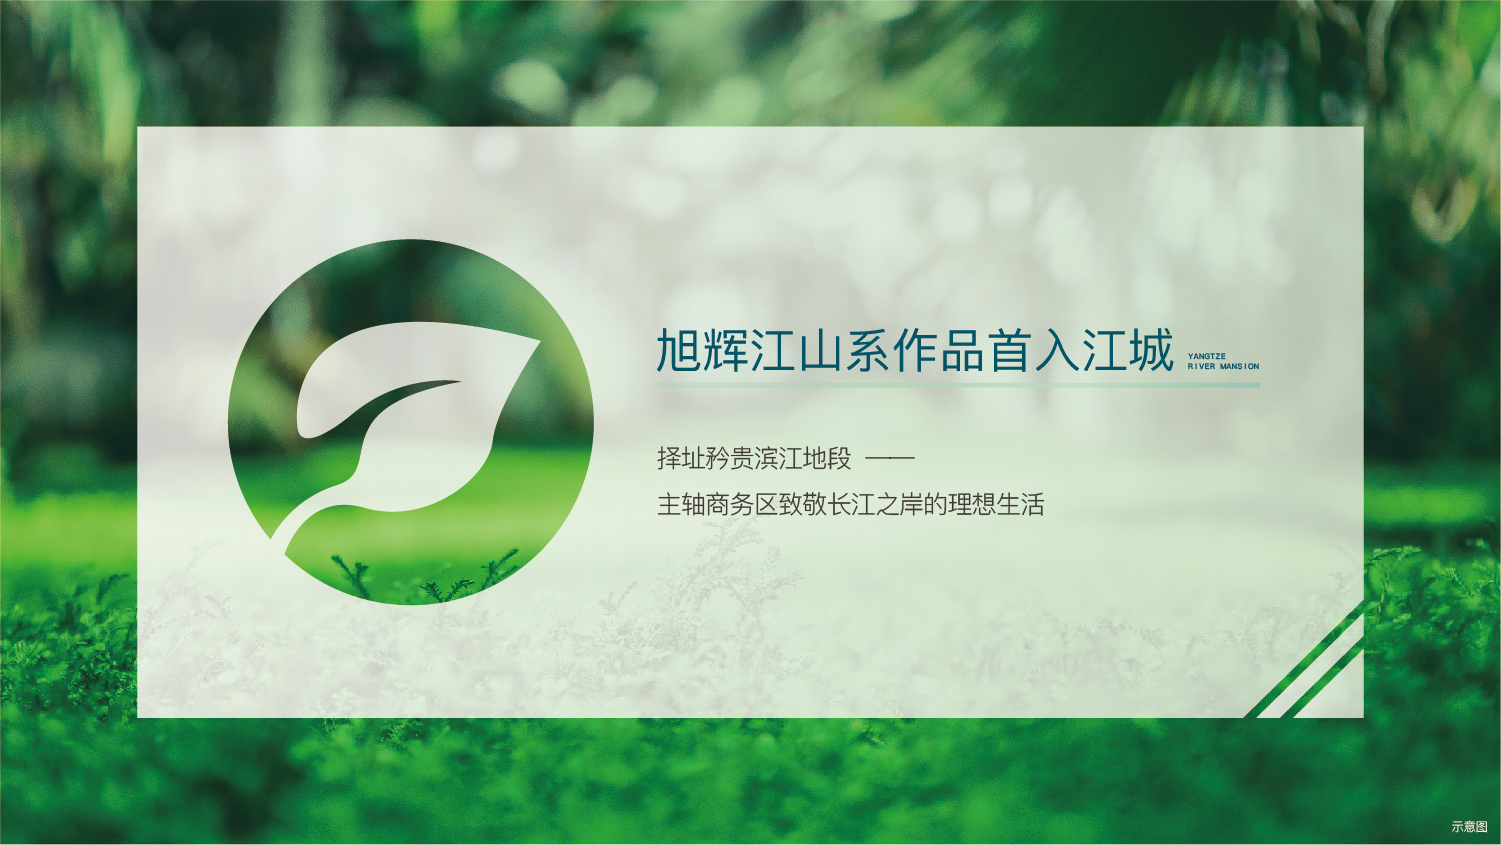 旭辉江山系作品首入江城
YANGTZE
RIVER MANSION
择址矜贵滨江地段 ——
主轴商务区致敬长江之岸的理想生活
示意图